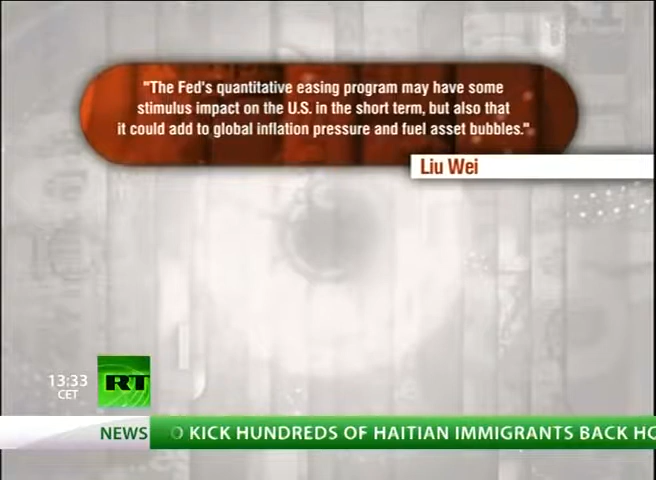 "The Fed's quantitative easing program may have some
stimulus impact on the U.S. in the short term, but also that
it could add to global inflation pressure and fuel asset bubbles."
Liu Wei
13:33
CET
RT
NEWS
O KICK HUNDREDS OF HAITIAN IMMIGRANTS BACK HO